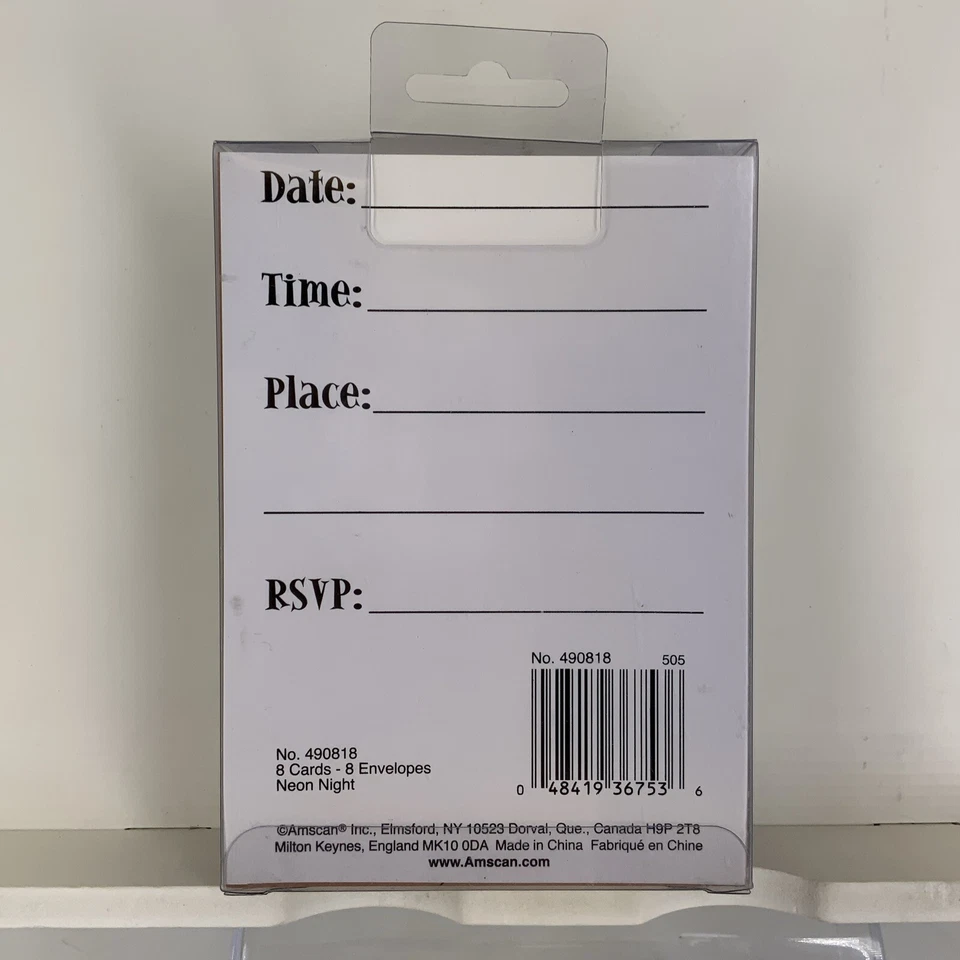 Date:
Time:
Place:
RSVP:
No. 490818 505
0 48419 36753 6
No. 490818
8 Cards - 8 Envelopes
Neon Night
©Amscan® Inc., Elmsford, NY 10523 Dorval, Que., Canada H9P 2T8
Milton Keynes, England MK10 0DA Made in China Fabriqué en Chine
www.Amscan.com